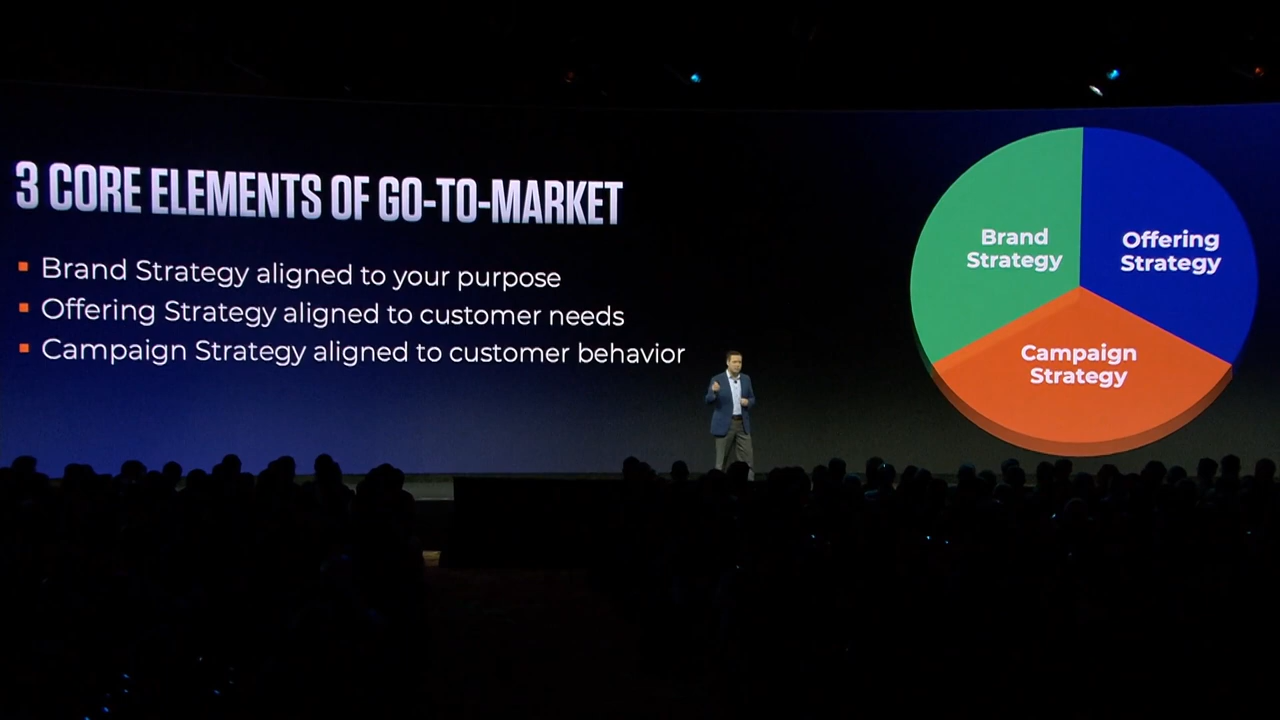 3 CORE ELEMENTS OF GO-TO-MARKET
Brand Strategy aligned to your purpose
Offering Strategy aligned to customer needs
Campaign Strategy aligned to customer behavior
Brand
Strategy
Offering
Strategy
Campaign
Strategy